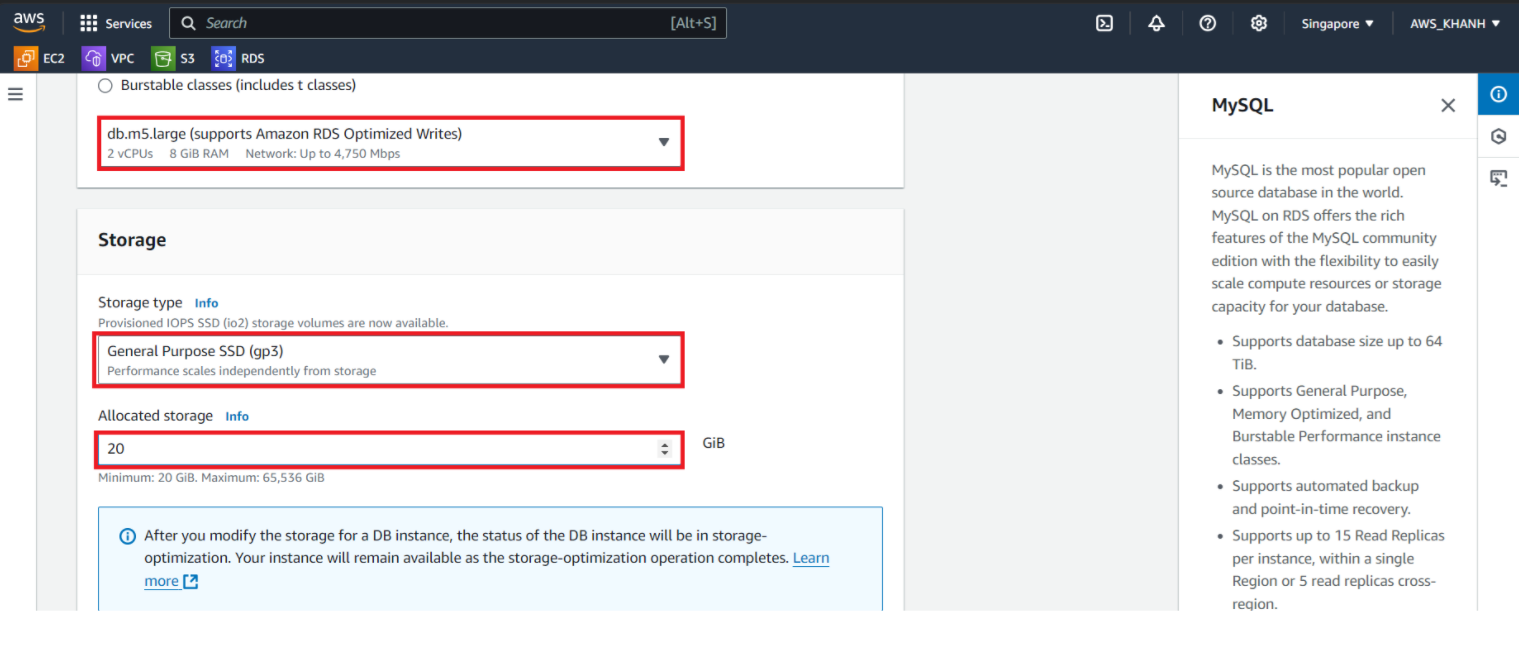 aws
Services
Search
[Alt+S]
Singapore
AWS_KHANH
EC2
VPC
S3
RDS
Burstable classes (includes t classes)
db.m5.large (supports Amazon RDS Optimized Writes)
2 vCPUs 8 GiB RAM Network: Up to 4,750 Mbps
Storage
Storage type Info
Provisioned IOPS SSD (io2) storage volumes are now available.
General Purpose SSD (gp3)
Performance scales independently from storage
Allocated storage Info
20
GiB
Minimum: 20 GiB. Maximum: 65,536 GiB
After you modify the storage for a DB instance, the status of the DB instance will be in storage-
optimization. Your instance will remain available as the storage-optimization operation completes. Learn
more
MySQL
MySQL is the most popular open
source database in the world.
MySQL on RDS offers the rich
features of the MySQL community
edition with the flexibility to easily
scale compute resources or storage
capacity for your database.
• Supports database size up to 64
TiB.
• Supports General Purpose,
Memory Optimized, and
Burstable Performance instance
classes.
• Supports automated backup
and point-in-time recovery.
• Supports up to 15 Read Replicas
per instance, within a single
Region or 5 read replicas cross-
region.